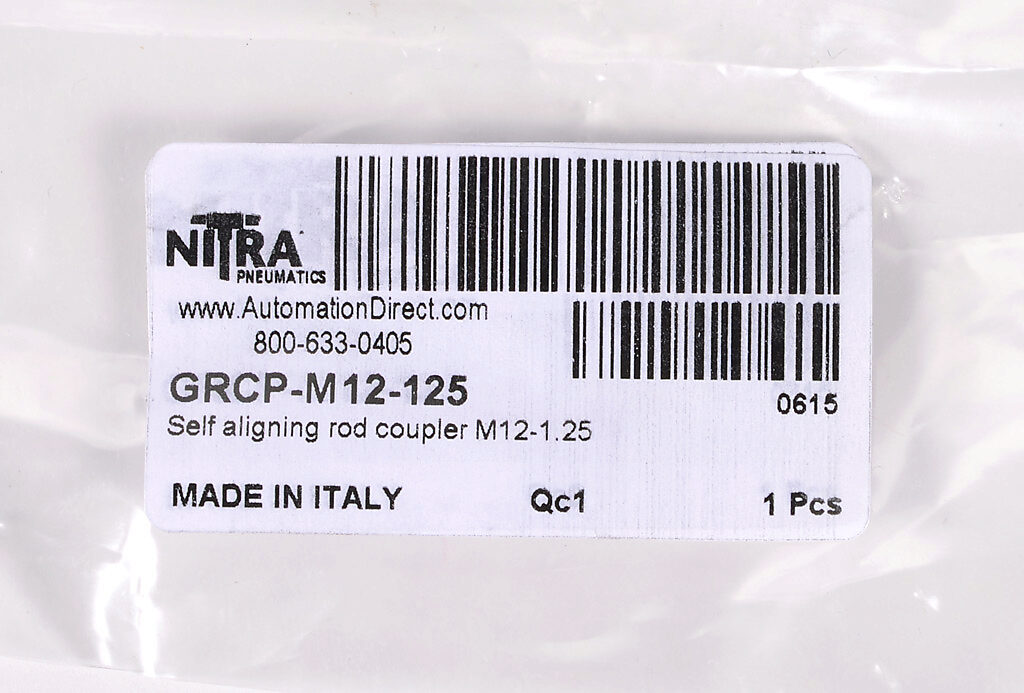 NITRA
PNEUMATICS
www.AutomationDirect.com
800-633-0405
GRCP-M12-125
0615
Self aligning rod coupler M12-1.25
MADE IN ITALY Qc1 1 Pcs